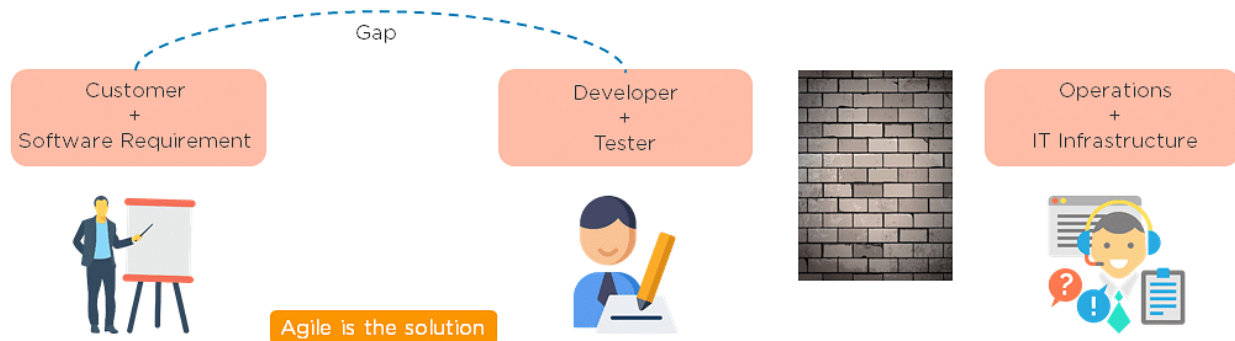 Gap
Customer
+
Software Requirement
Developer
+
Tester
Operations
+
IT Infrastructure
?
!
Agile is the solution